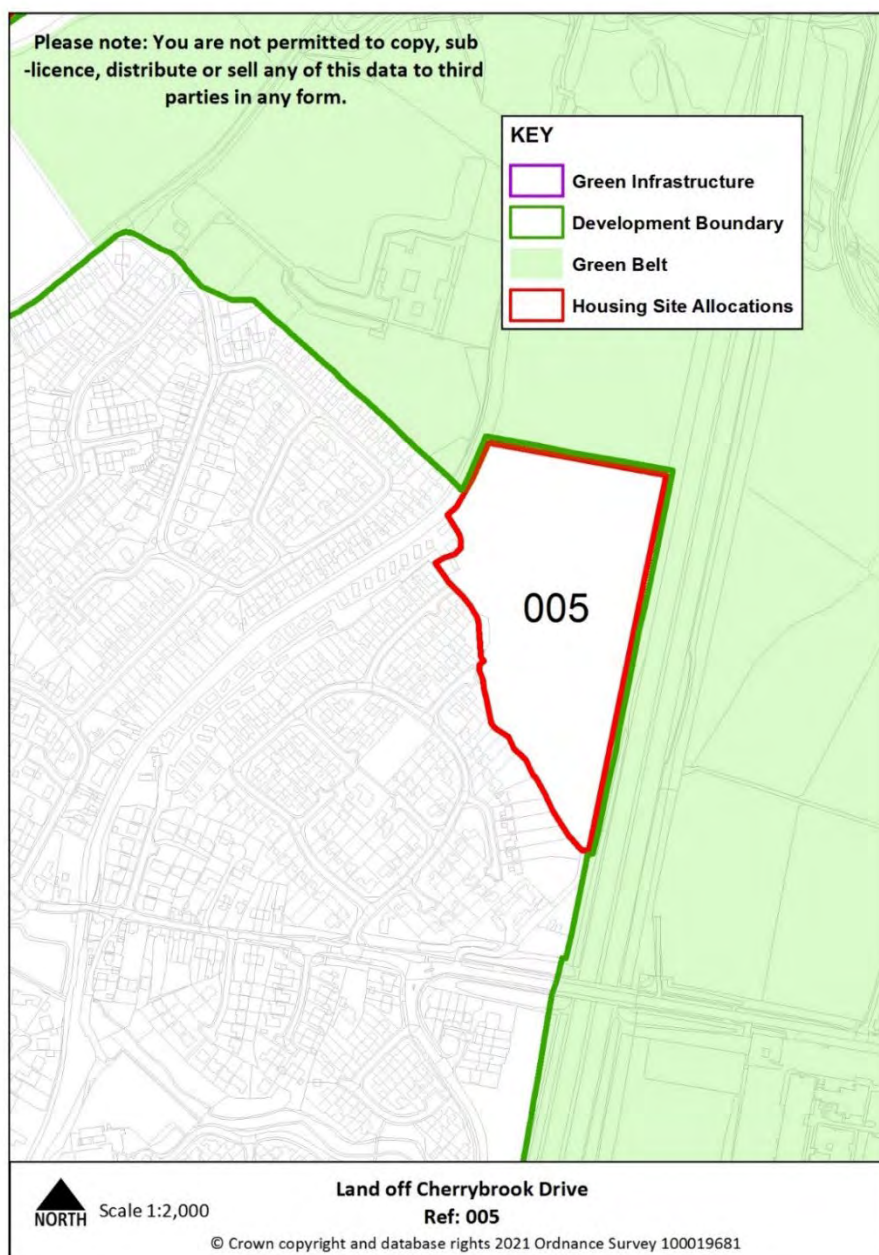 Please note: You are not permitted to copy, sub
-licence, distribute or sell any of this data to third
parties in any form.
KEY
Green Infrastructure
Development Boundary
Green Belt
Housing Site Allocations
005
NORTH
Scale 1:2,000
Land off Cherrybrook Drive
Ref: 005
© Crown copyright and database rights 2021 Ordnance Survey 100019681